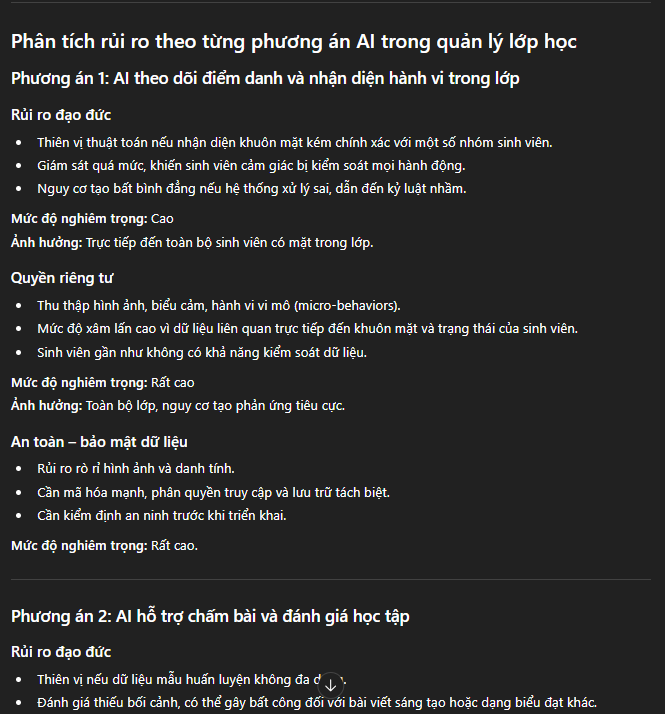 Phân tích rủi ro theo từng phương án AI trong quản lý lớp học
Phương án 1: AI theo dõi điểm danh và nhận diện hành vi trong lớp
Rủi ro đạo đức
• Thiên vị thuật toán nếu nhận diện khuôn mặt kém chính xác với một số nhóm sinh viên.
• Giám sát quá mức, khiến sinh viên cảm giác bị kiểm soát mọi hành động.
• Nguy cơ tạo bất bình đẳng nếu hệ thống xử lý sai, dẫn đến kỷ luật nhầm.
Mức độ nghiêm trọng: Cao
Ảnh hưởng: Trực tiếp đến toàn bộ sinh viên có mặt trong lớp.
Quyền riêng tư
• Thu thập hình ảnh, biểu cảm, hành vi vi mô (micro-behaviors).
• Mức độ xâm lấn cao vì dữ liệu liên quan trực tiếp đến khuôn mặt và trạng thái của sinh viên.
• Sinh viên gần như không có khả năng kiểm soát dữ liệu.
Mức độ nghiêm trọng: Rất cao
Ảnh hưởng: Toàn bộ lớp, nguy cơ tạo phản ứng tiêu cực.
An toàn – bảo mật dữ liệu
• Rủi ro rò rỉ hình ảnh và danh tính.
• Cần mã hóa mạnh, phân quyền truy cập và lưu trữ tách biệt.
• Cần kiểm định an ninh trước khi triển khai.
Mức độ nghiêm trọng: Rất cao.
Phương án 2: AI hỗ trợ chấm bài và đánh giá học tập
Rủi ro đạo đức
• Thiên vị nếu dữ liệu mẫu huấn luyện không đa
• Đánh giá thiếu bối cảnh, có thể gây bất công đối với bài viết sáng tạo hoặc dạng biểu đạt khác.